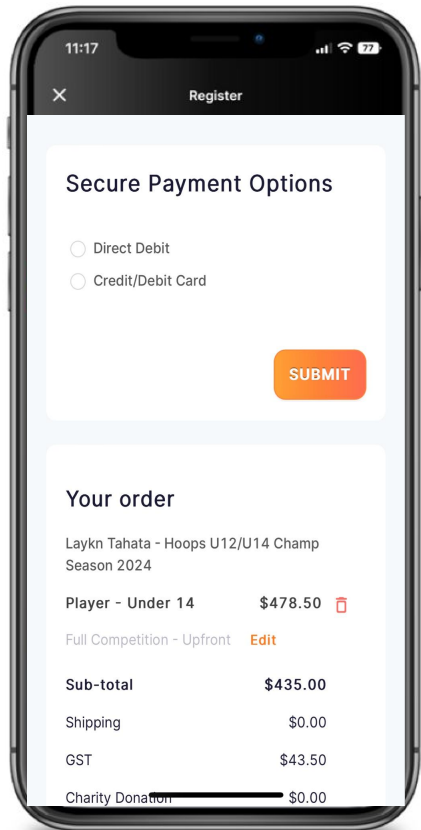 11:17
77
Register
Secure Payment Options
Direct Debit
Credit/Debit Card
SUBMIT
Your order
Laykn Tahata - Hoops U12/U14 Champ
Season 2024
Player - Under 14 $478.50
Full Competition - Upfront Edit
Sub-total $435.00
Shipping $0.00
GST $43.50
Charity Donation $0.00